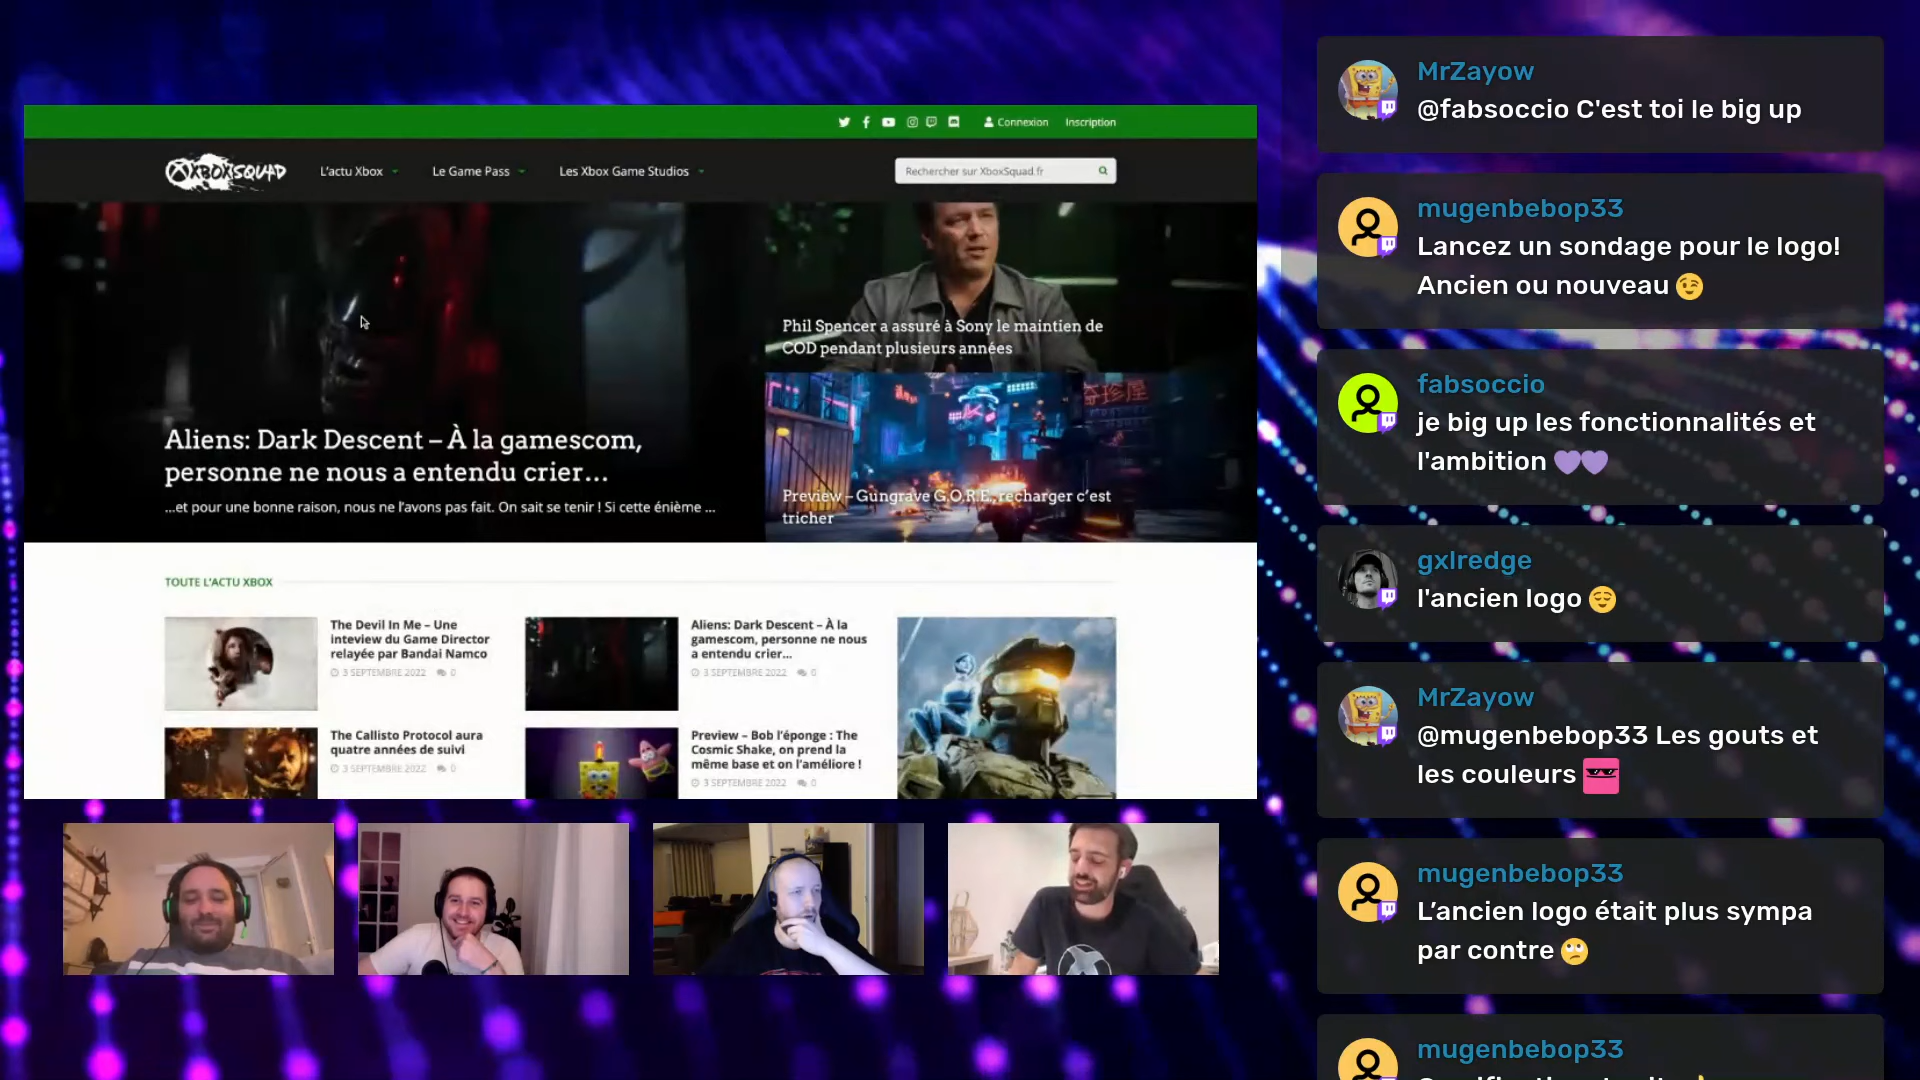 Connexion
Inscription
XBOXSQUAD
L'actu Xbox
Le Game Pass
Les Xbox Game Studios
Rechercher sur XboxSquad.fr
Aliens: Dark Descent – À la gamescom,
personne ne nous a entendu crier…
…et pour une bonne raison, nous ne l'avons pas fait. On sait se tenir ! Si cette énième ...
Phil Spencer a assuré à Sony le maintien de
COD pendant plusieurs années
Preview – Gungrave G.O.R.E, recharger c'est
tricher
TOUTE L'ACTU XBOX
The Devil In Me – Une
inteview du Game Director
relayée par Bandai Namco
3 SEPTEMBRE 2022 0
Aliens: Dark Descent – À la
gamescom, personne ne nous
a entendu crier…
3 SEPTEMBRE 2022 0
The Callisto Protocol aura
quatre années de suivi
3 SEPTEMBRE 2022 0
Preview – Bob l'éponge : The
Cosmic Shake, on prend la
même base et on l'améliore !
3 SEPTEMBRE 2022 0
MrZayow
@fabsoccio C'est toi le big up
mugenbebop33
Lancez un sondage pour le logo!
Ancien ou nouveau 😉
fabsoccio
je big up les fonctionnalités et
l'ambition 💜💜
gxlredge
l'ancien logo 😌
MrZayow
@mugenbebop33 Les gouts et
les couleurs
mugenbebop33
L'ancien logo était plus sympa
par contre 🙄
mugenbebop33